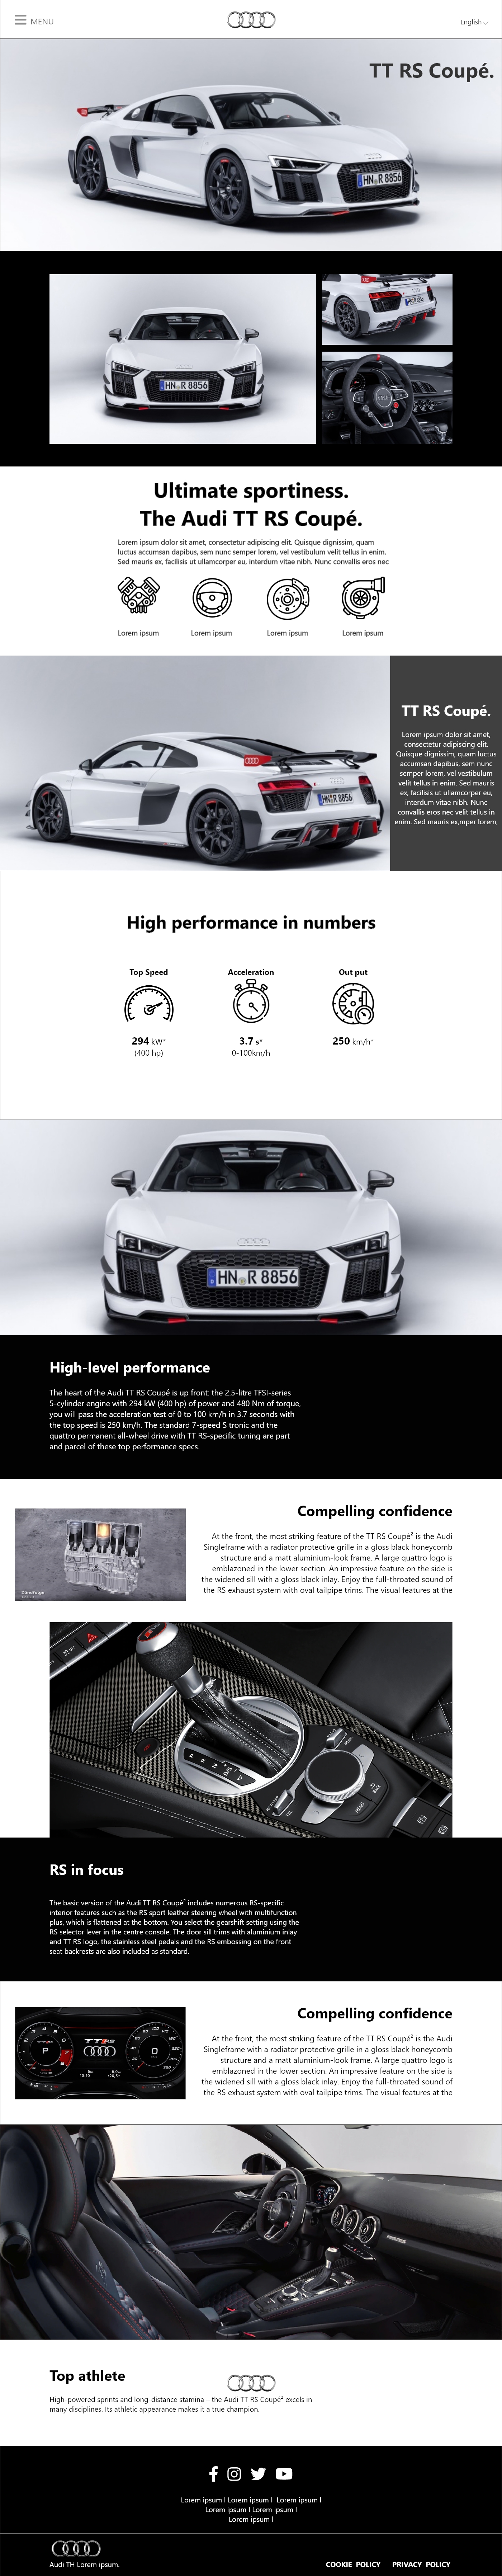 MENU
English
TT RS Coupé.
HN R 8856
HN R 8856
Ultimate sportiness.
The Audi TT RS Coupé.
Lorem ipsum dolor sit amet, consectetur adipiscing elit. Quisque dignissim, quam
luctus accumsan dapibus, sem nunc semper lorem, vel vestibulum velit tellus in enim.
Sed mauris ex, facilisis ut ullamcorper eu, interdum vitae nibh. Nunc convallis eros nec
Lorem ipsum
Lorem ipsum
Lorem ipsum
Lorem ipsum
HN R 8856
TT RS Coupé.
Lorem ipsum dolor sit amet,
consectetur adipiscing elit.
Quisque dignissim, quam luctus
accumsan dapibus, sem nunc
semper lorem, vel vestibulum
velit tellus in enim. Sed mauris
ex, facilisis ut ullamcorper eu,
interdum vitae nibh. Nunc
convallis eros nec velit tellus in
enim. Sed mauris ex,mper lorem,
High performance in numbers
Top Speed
Acceleration
Out put
294 kW*
(400 hp)
3.7 s*
0-100km/h
250 km/h*
HN R 8856
High-level performance
The heart of the Audi TT RS Coupé is up front: the 2.5-litre TFSI-series
5-cylinder engine with 294 kW (400 hp) of power and 480 Nm of torque,
you will pass the acceleration test of 0 to 100 km/h in 3.7 seconds with
the top speed is 250 km/h. The standard 7-speed S tronic and the
quattro permanent all-wheel drive with TT RS-specific tuning are part
and parcel of these top performance specs.
Compelling confidence
At the front, the most striking feature of the TT RS Coupé² is the Audi
Singleframe with a radiator protective grille in a gloss black honeycomb
structure and a matt aluminium-look frame. A large quattro logo is
emblazoned in the lower section. An impressive feature on the side is
the widened sill with a gloss black inlay. Enjoy the full-throated sound of
the RS exhaust system with oval tailpipe trims. The visual features at the
P
R
N
D/S
MENU
BACK
RS in focus
The basic version of the Audi TT RS Coupé² includes numerous RS-specific
interior features such as the RS sport leather steering wheel with multifunction
plus, which is flattened at the bottom. You select the gearshift setting using the
RS selector lever in the centre console. The door sill trims with aluminium inlay
and TT RS logo, the stainless steel pedals and the RS embossing on the front
seat backrests are also included as standard.
P
TT RS
0
Compelling confidence
At the front, the most striking feature of the TT RS Coupé² is the Audi
Singleframe with a radiator protective grille in a gloss black honeycomb
structure and a matt aluminium-look frame. A large quattro logo is
emblazoned in the lower section. An impressive feature on the side is
the widened sill with a gloss black inlay. Enjoy the full-throated sound of
the RS exhaust system with oval tailpipe trims. The visual features at the
Top athlete
High-powered sprints and long-distance stamina – the Audi TT RS Coupé² excels in
many disciplines. Its athletic appearance makes it a true champion.
Lorem ipsum l Lorem ipsum l Lorem ipsum l
Lorem ipsum l Lorem ipsum l
Lorem ipsum l
Audi TH Lorem ipsum.
COOKIE POLICY PRIVACY POLICY